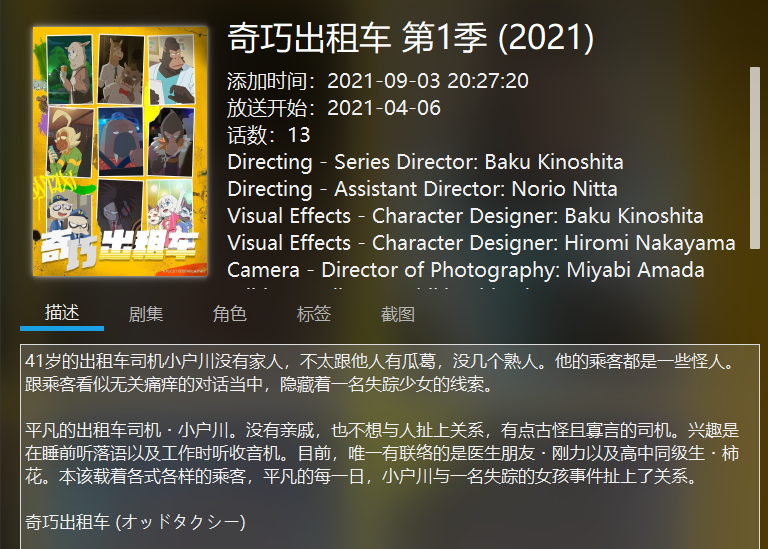 奇巧出租车 第1季 (2021)
添加时间：2021-09-03 20:27:20
放送开始：2021-04-06
话数：13
Directing - Series Director: Baku Kinoshita
Directing - Assistant Director: Norio Nitta
Visual Effects - Character Designer: Baku Kinoshita
Visual Effects - Character Designer: Hiromi Nakayama
Camera - Director of Photography: Miyabi Amada
奇巧出租车
描述
剧集
角色
标签
截图
41岁的出租车司机小户川没有家人，不太跟他人有瓜葛，没几个熟人。他的乘客都是一些怪人。
跟乘客看似无关痛痒的对话当中，隐藏着一名失踪少女的线索。
平凡的出租车司机・小户川。没有亲戚，也不想与人扯上关系，有点古怪且寡言的司机。兴趣是
在睡前听落语以及工作时听收音机。目前，唯一有联络的是医生朋友・刚力以及高中同级生・柿
花。本该载着各式各样的乘客，平凡的每一日，小户川与一名失踪的女孩事件扯上了关系。
奇巧出租车 (オッドタクシー)